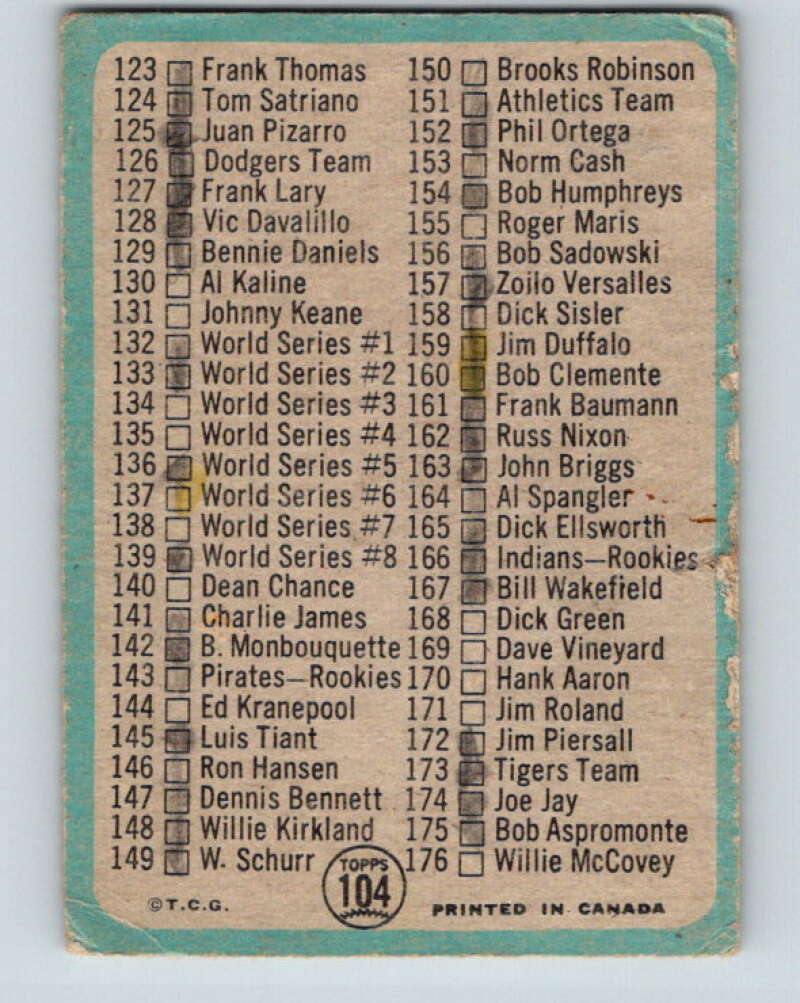 123 Frank Thomas
124 Tom Satriano
125 Juan Pizarro
126 Dodgers Team
127 Frank Lary
128 Vic Davalillo
129 Bennie Daniels
130 Al Kaline
131 Johnny Keane
132 World Series #1
133 World Series #2
134 World Series #3
135 World Series #4
136 World Series #5
137 World Series #6
138 World Series #7
139 World Series #8
140 Dean Chance
141 Charlie James
142 B. Monbouquette
143 Pirates—Rookies
144 Ed Kranepool
145 Luis Tiant
146 Ron Hansen
147 Dennis Bennett
148 Willie Kirkland
149 W. Schurr
150 Brooks Robinson
151 Athletics Team
152 Phil Ortega
153 Norm Cash
154 Bob Humphreys
155 Roger Maris
156 Bob Sadowski
157 Zoilo Versalles
158 Dick Sisler
159 Jim Duffalo
160 Bob Clemente
161 Frank Baumann
162 Russ Nixon
163 John Briggs
164 Al Spangler
165 Dick Ellsworth
166 Indians—Rookies
167 Bill Wakefield
168 Dick Green
169 Dave Vineyard
170 Hank Aaron
171 Jim Roland
172 Jim Piersall
173 Tigers Team
174 Joe Jay
175 Bob Aspromonte
176 Willie McCovey
©T.C.G.
TOPPS
104
PRINTED IN CANADA